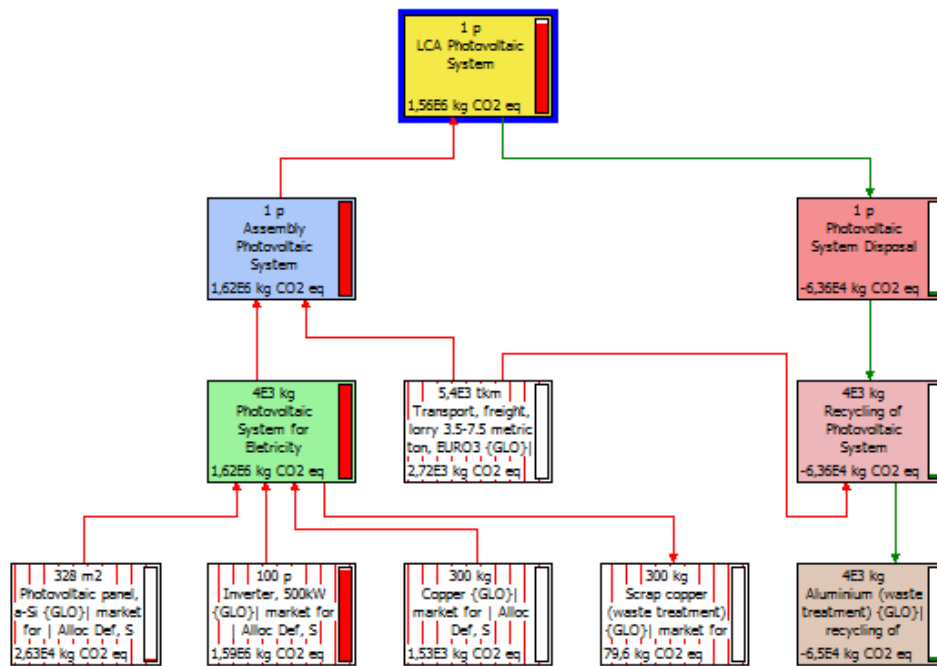 1 p
LCA Photovoltaic
System
1,56E6 kg CO2 eq
1 p
Assembly
Photovoltaic
System
1,62E6 kg CO2 eq
1 p
Photovoltaic
System Disposal
-6,36E4 kg CO2 eq
4E3 kg
Photovoltaic
System for
Eletricity
1,62E6 kg CO2 eq
5,4E3 tkm
Transport, freight,
lorry 3.5-7.5 metric
ton, EURO3 {GLO}|
2,72E3 kg CO2 eq
4E3 kg
Recycling of
Photovoltaic
System
-6,36E4 kg CO2 eq
328 m2
Photovoltaic panel,
a-Si {GLO}| market
for | Alloc Def, S
2,63E4 kg CO2 eq
100 p
Inverter, 500kW
{GLO}| market for
| Alloc Def, S
1,59E6 kg CO2 eq
300 kg
Copper {GLO}|
market for | Alloc
Def, S
1,53E3 kg CO2 eq
300 kg
Scrap copper
(waste treatment)
{GLO}| market for
79,6 kg CO2 eq
4E3 kg
Aluminium (waste
treatment) {GLO}|
recycling of
-6,5E4 kg CO2 eq